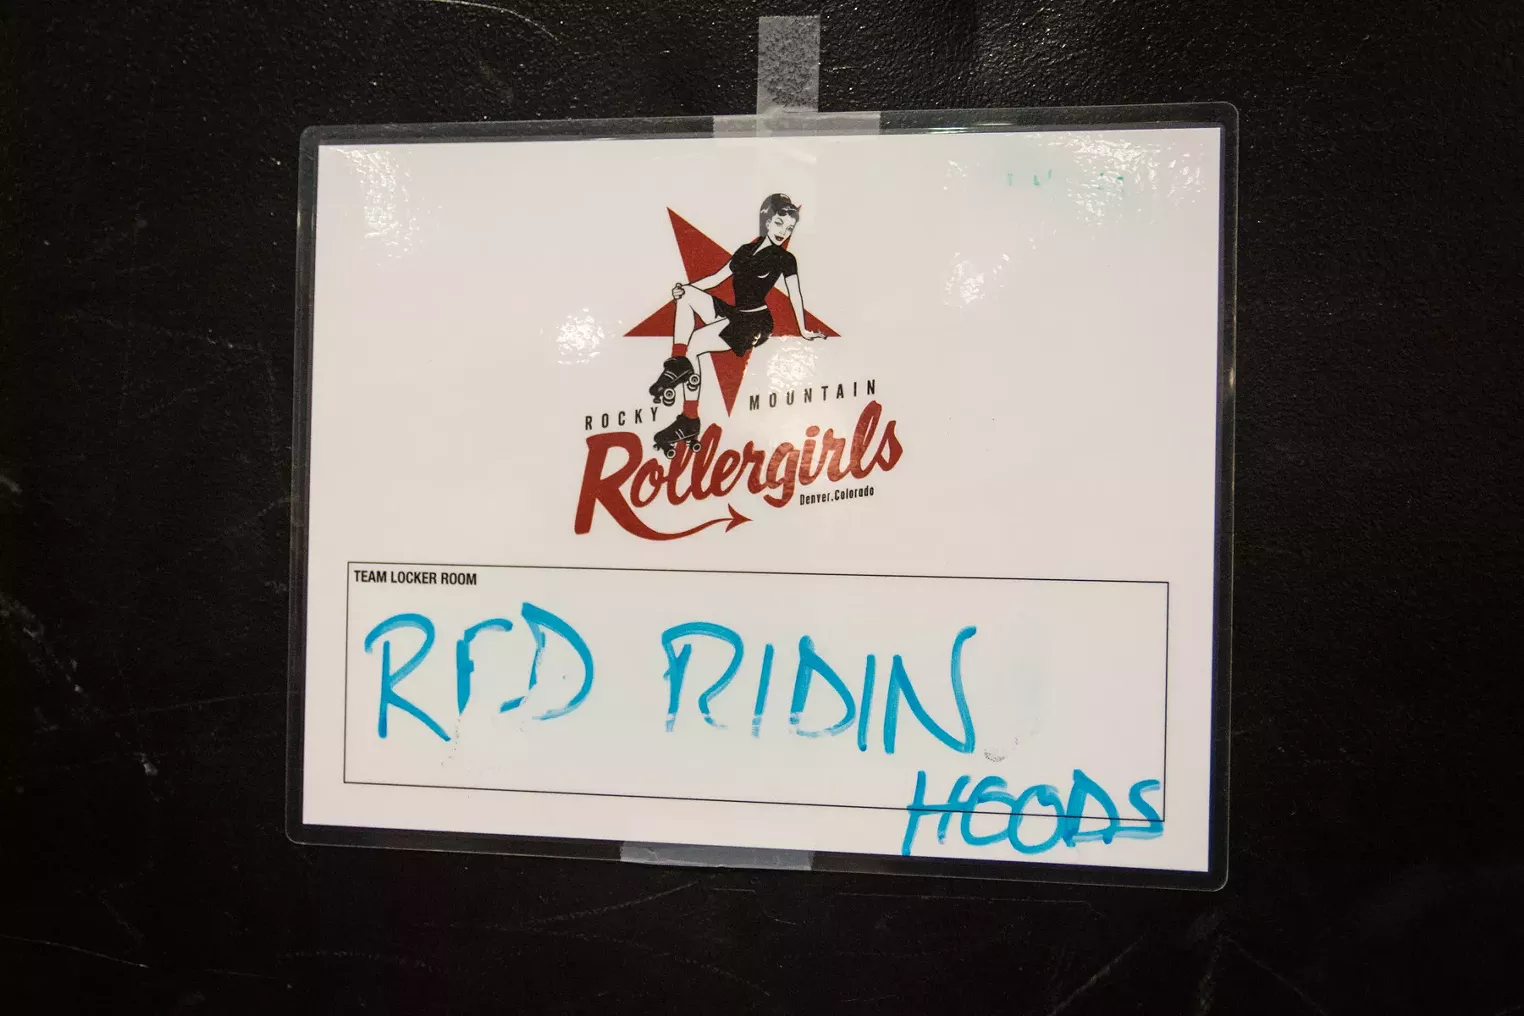 ROCKY MOUNTAIN
Rollergirls
Denver, Colorado
TEAM LOCKER ROOM
RED RIDIN
HOODS